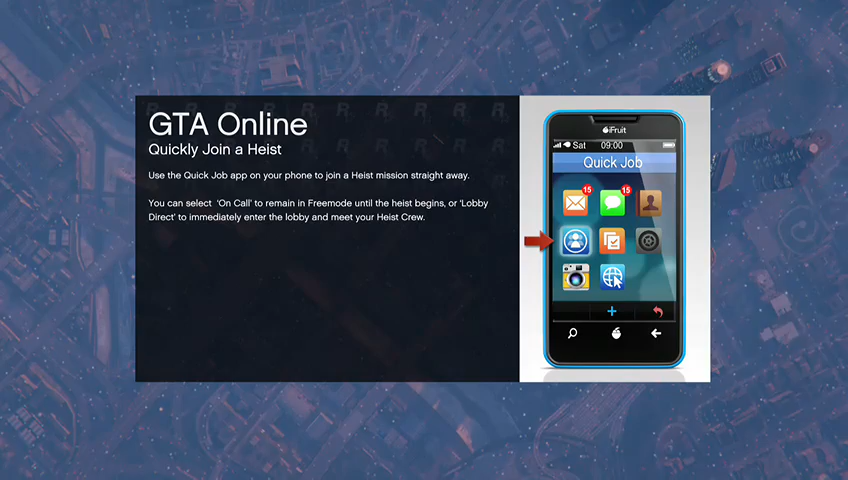 GTA Online
Quickly Join a Heist
Use the Quick Job app on your phone to join a Heist mission straight away.
You can select 'On Call' to remain in Freemode until the heist begins, or 'Lobby
Direct' to immediately enter the lobby and meet your Heist Crew.
iFruit
Sat 09:00
Quick Job
15 15